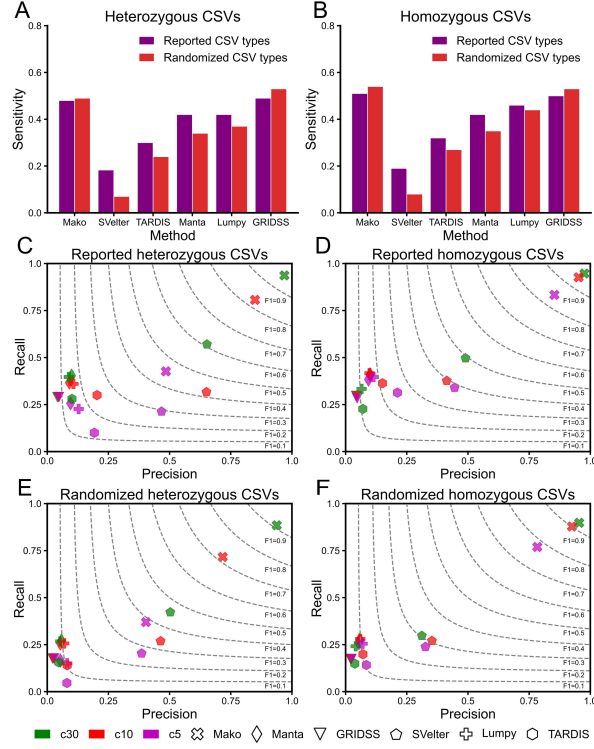 A
Heterozygous CSVs
Reported CSV types
Randomized CSV types
Sensitivity
0.8
0.6
0.4
0.2
0.0
Mako SVelter TARDIS Manta Lumpy GRIDSS
Method
B
Homozygous CSVs
Reported CSV types
Randomized CSV types
Sensitivity
0.8
0.6
0.4
0.2
0.0
Mako SVelter TARDIS Manta Lumpy GRIDSS
Method
C
Reported heterozygous CSVs
Recall
1.0
0.75
0.5
0.25
0.0
F1=0.9
F1=0.8
F1=0.7
F1=0.6
F1=0.5
F1=0.4
F1=0.3
F1=0.2
F1=0.1
0.0 0.25 0.5 0.75 1.0
Precision
D
Reported homozygous CSVs
Recall
1.0
0.75
0.5
0.25
0.0
F1=0.9
F1=0.8
F1=0.7
F1=0.6
F1=0.5
F1=0.4
F1=0.3
F1=0.2
F1=0.1
0.0 0.25 0.5 0.75 1.0
Precision
E
Randomized heterozygous CSVs
Recall
1.0
0.75
0.5
0.25
0.0
F1=0.9
F1=0.8
F1=0.7
F1=0.6
F1=0.5
F1=0.4
F1=0.3
F1=0.2
F1=0.1
0.0 0.25 0.5 0.75 1.0
Precision
F
Randomized homozygous CSVs
Recall
1.0
0.75
0.5
0.25
0.0
F1=0.9
F1=0.8
F1=0.7
F1=0.6
F1=0.5
F1=0.4
F1=0.3
F1=0.2
F1=0.1
0.0 0.25 0.5 0.75 1.0
Precision
c30 c10 c5 Mako Manta GRIDSS SVelter Lumpy TARDIS